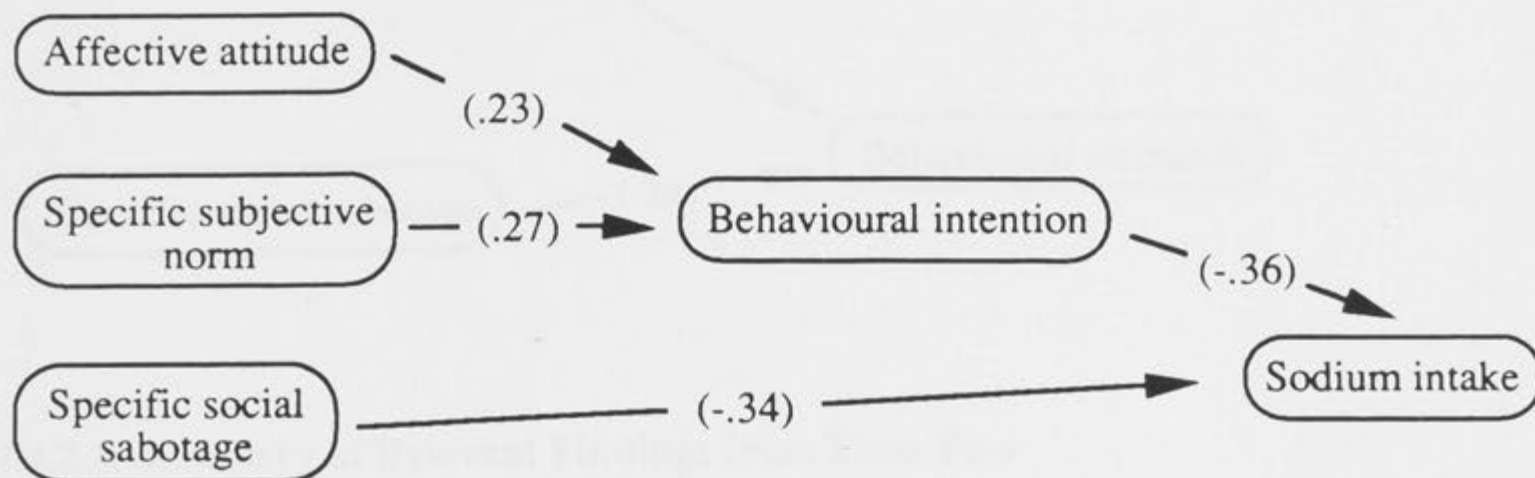 Affective attitude
(.23)
Specific subjective
norm
(.27)
Behavioural intention
(-.36)
Sodium intake
Specific social
sabotage
(-.34)